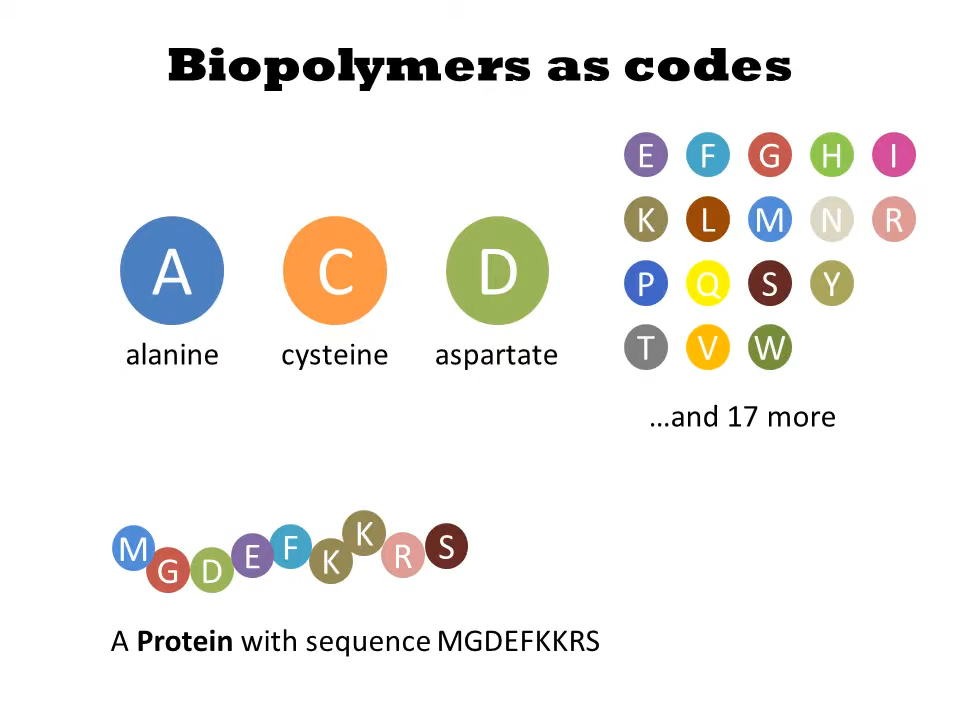 Biopolymers as codes
A C D
alanine cysteine aspartate
E F G H I
K L M N R
P Q S Y
T V W
...and 17 more
M G D E F K K R S
A Protein with sequence MGDEFKKRS